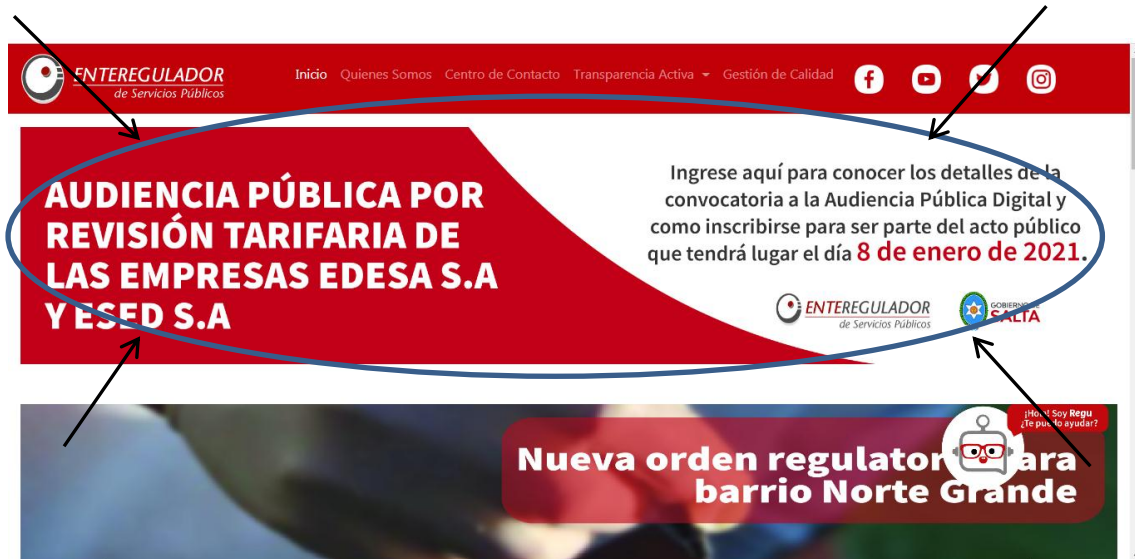 ENTEREGULADOR
de Servicios Públicos
Inicio Quienes Somos Centro de Contacto Transparencia Activa Gestión de Calidad
AUDIENCIA PÚBLICA POR
REVISIÓN TARIFARIA DE
LAS EMPRESAS EDESA S.A
Y ESED S.A
Ingrese aquí para conocer los detalles de la
convocatoria a la Audiencia Pública Digital y
como inscribirse para ser parte del acto público
que tendrá lugar el día 8 de enero de 2021.
ENTEREGULADOR
de Servicios Públicos
GOBIERNO DE
SALTA
¡Hola! Soy Regu
¿Te puedo ayudar?
Nueva orden regulator ara
barrio Norte Grande